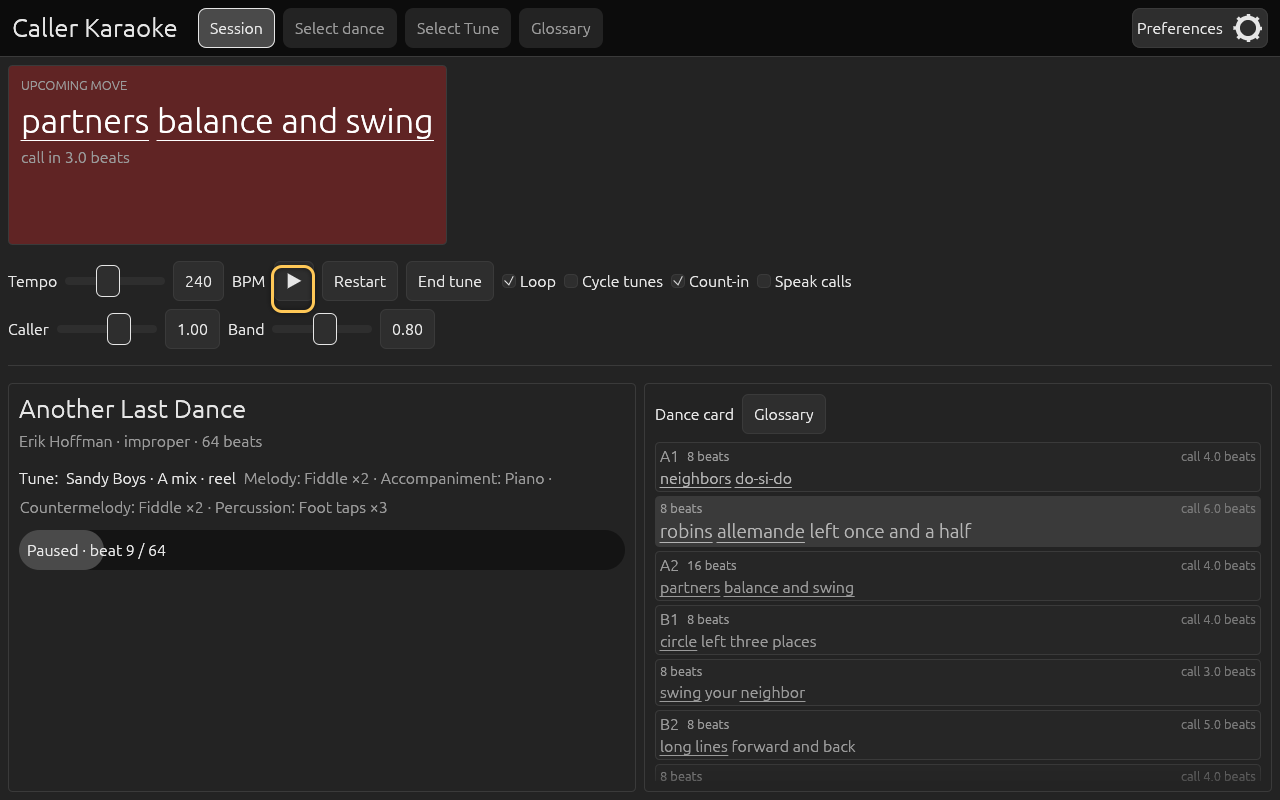 Caller Karaoke Session Select dance Select Tune Glossary Preferences
UPCOMING MOVE
partners balance and swing
call in 3.0 beats
Tempo 240 BPM Restart End tune Loop Cycle tunes Count-in Speak calls
Caller 1.00 Band 0.80
Another Last Dance
Erik Hoffman · improper · 64 beats
Tune: Sandy Boys · A mix · reel Melody: Fiddle ×2 · Accompaniment: Piano ·
Countermelody: Fiddle ×2 · Percussion: Foot taps ×3
Paused · beat 9 / 64
Dance card Glossary
A1 8 beats call 4.0 beats
neighbors do-si-do
8 beats call 6.0 beats
robins allemande left once and a half
A2 16 beats call 4.0 beats
partners balance and swing
B1 8 beats call 4.0 beats
circle left three places
8 beats call 3.0 beats
swing your neighbor
B2 8 beats call 5.0 beats
long lines forward and back
8 beats call 4.0 beats